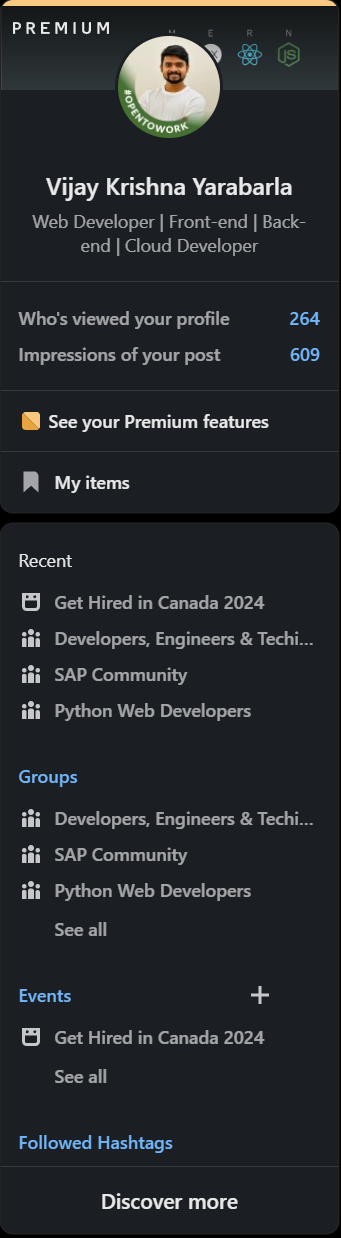 PREMIUM
M E R N
X
JS
#OPENTOWORK
Vijay Krishna Yarabarla
Web Developer | Front-end | Back-
end | Cloud Developer
Who's viewed your profile 264
Impressions of your post 609
See your Premium features
My items
Recent
Get Hired in Canada 2024
Developers, Engineers & Techi...
SAP Community
Python Web Developers
Groups
Developers, Engineers & Techi...
SAP Community
Python Web Developers
See all
Events +
Get Hired in Canada 2024
See all
Followed Hashtags
Discover more